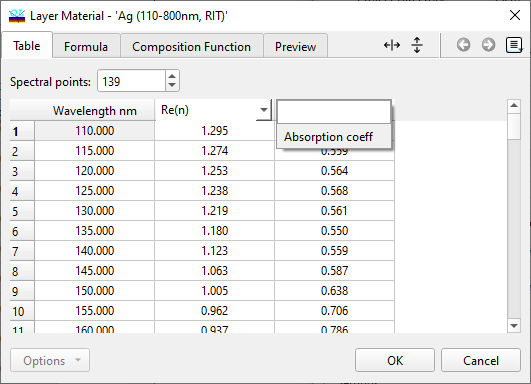 Layer Material - 'Ag (110-800nm, RIT)'
Table Formula Composition Function Preview
Spectral points: 139
Wavelength nm Re(n)
Absorption coeff
1 110.000 1.295
2 115.000 1.274 0.559
3 120.000 1.253 0.564
4 125.000 1.238 0.568
5 130.000 1.219 0.561
6 135.000 1.180 0.550
7 140.000 1.123 0.559
8 145.000 1.063 0.587
9 150.000 1.005 0.638
10 155.000 0.962 0.706
11 160.000 0.937 0.786
Options OK Cancel